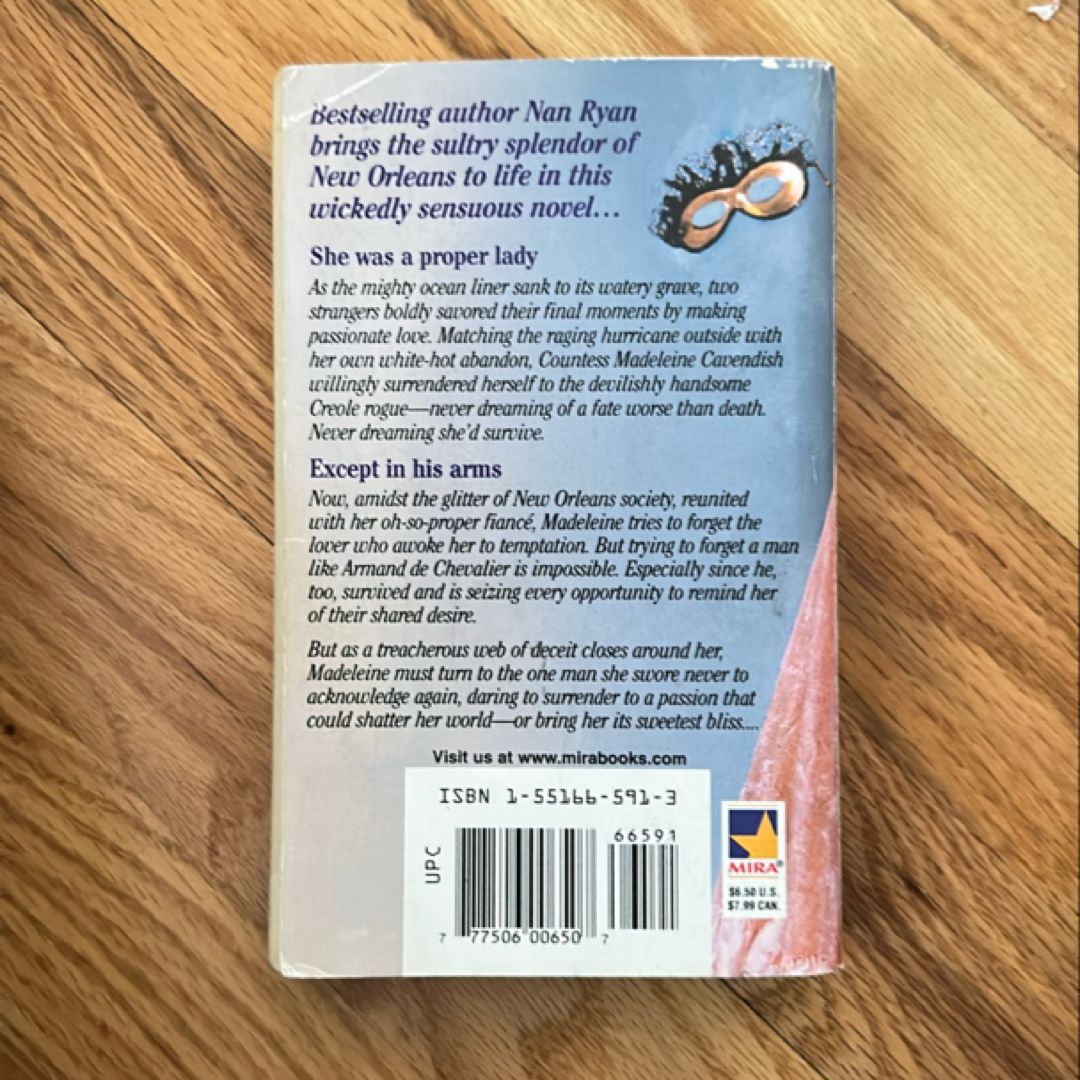 Bestselling author Nan Ryan
brings the sultry splendor of
New Orleans to life in this
wickedly sensuous novel...
She was a proper lady
As the mighty ocean liner sank to its watery grave, two
strangers boldly savored their final moments by making
passionate love. Matching the raging hurricane outside with
her own white-hot abandon, Countess Madeleine Cavendish
willingly surrendered herself to the devilishly handsome
Creole rogue—never dreaming of a fate worse than death.
Never dreaming she'd survive.
Except in his arms
Now, amidst the glitter of New Orleans society, reunited
with her oh-so-proper fiancé, Madeleine tries to forget the
lover who awoke her to temptation. But trying to forget a man
like Armand de Chevalier is impossible. Especially since he,
too, survived and is seizing every opportunity to remind her
of their shared desire.
But as a treacherous web of deceit closes around her,
Madeleine must turn to the one man she swore never to
acknowledge again, daring to surrender to a passion that
could shatter her world—or bring her its sweetest bliss....
Visit us at www.mirabooks.com
ISBN 1-55166-591-3
66591
UPC
7 77506 00650 7
MIRA®
$6.50 U.S.
$7.99 CAN.